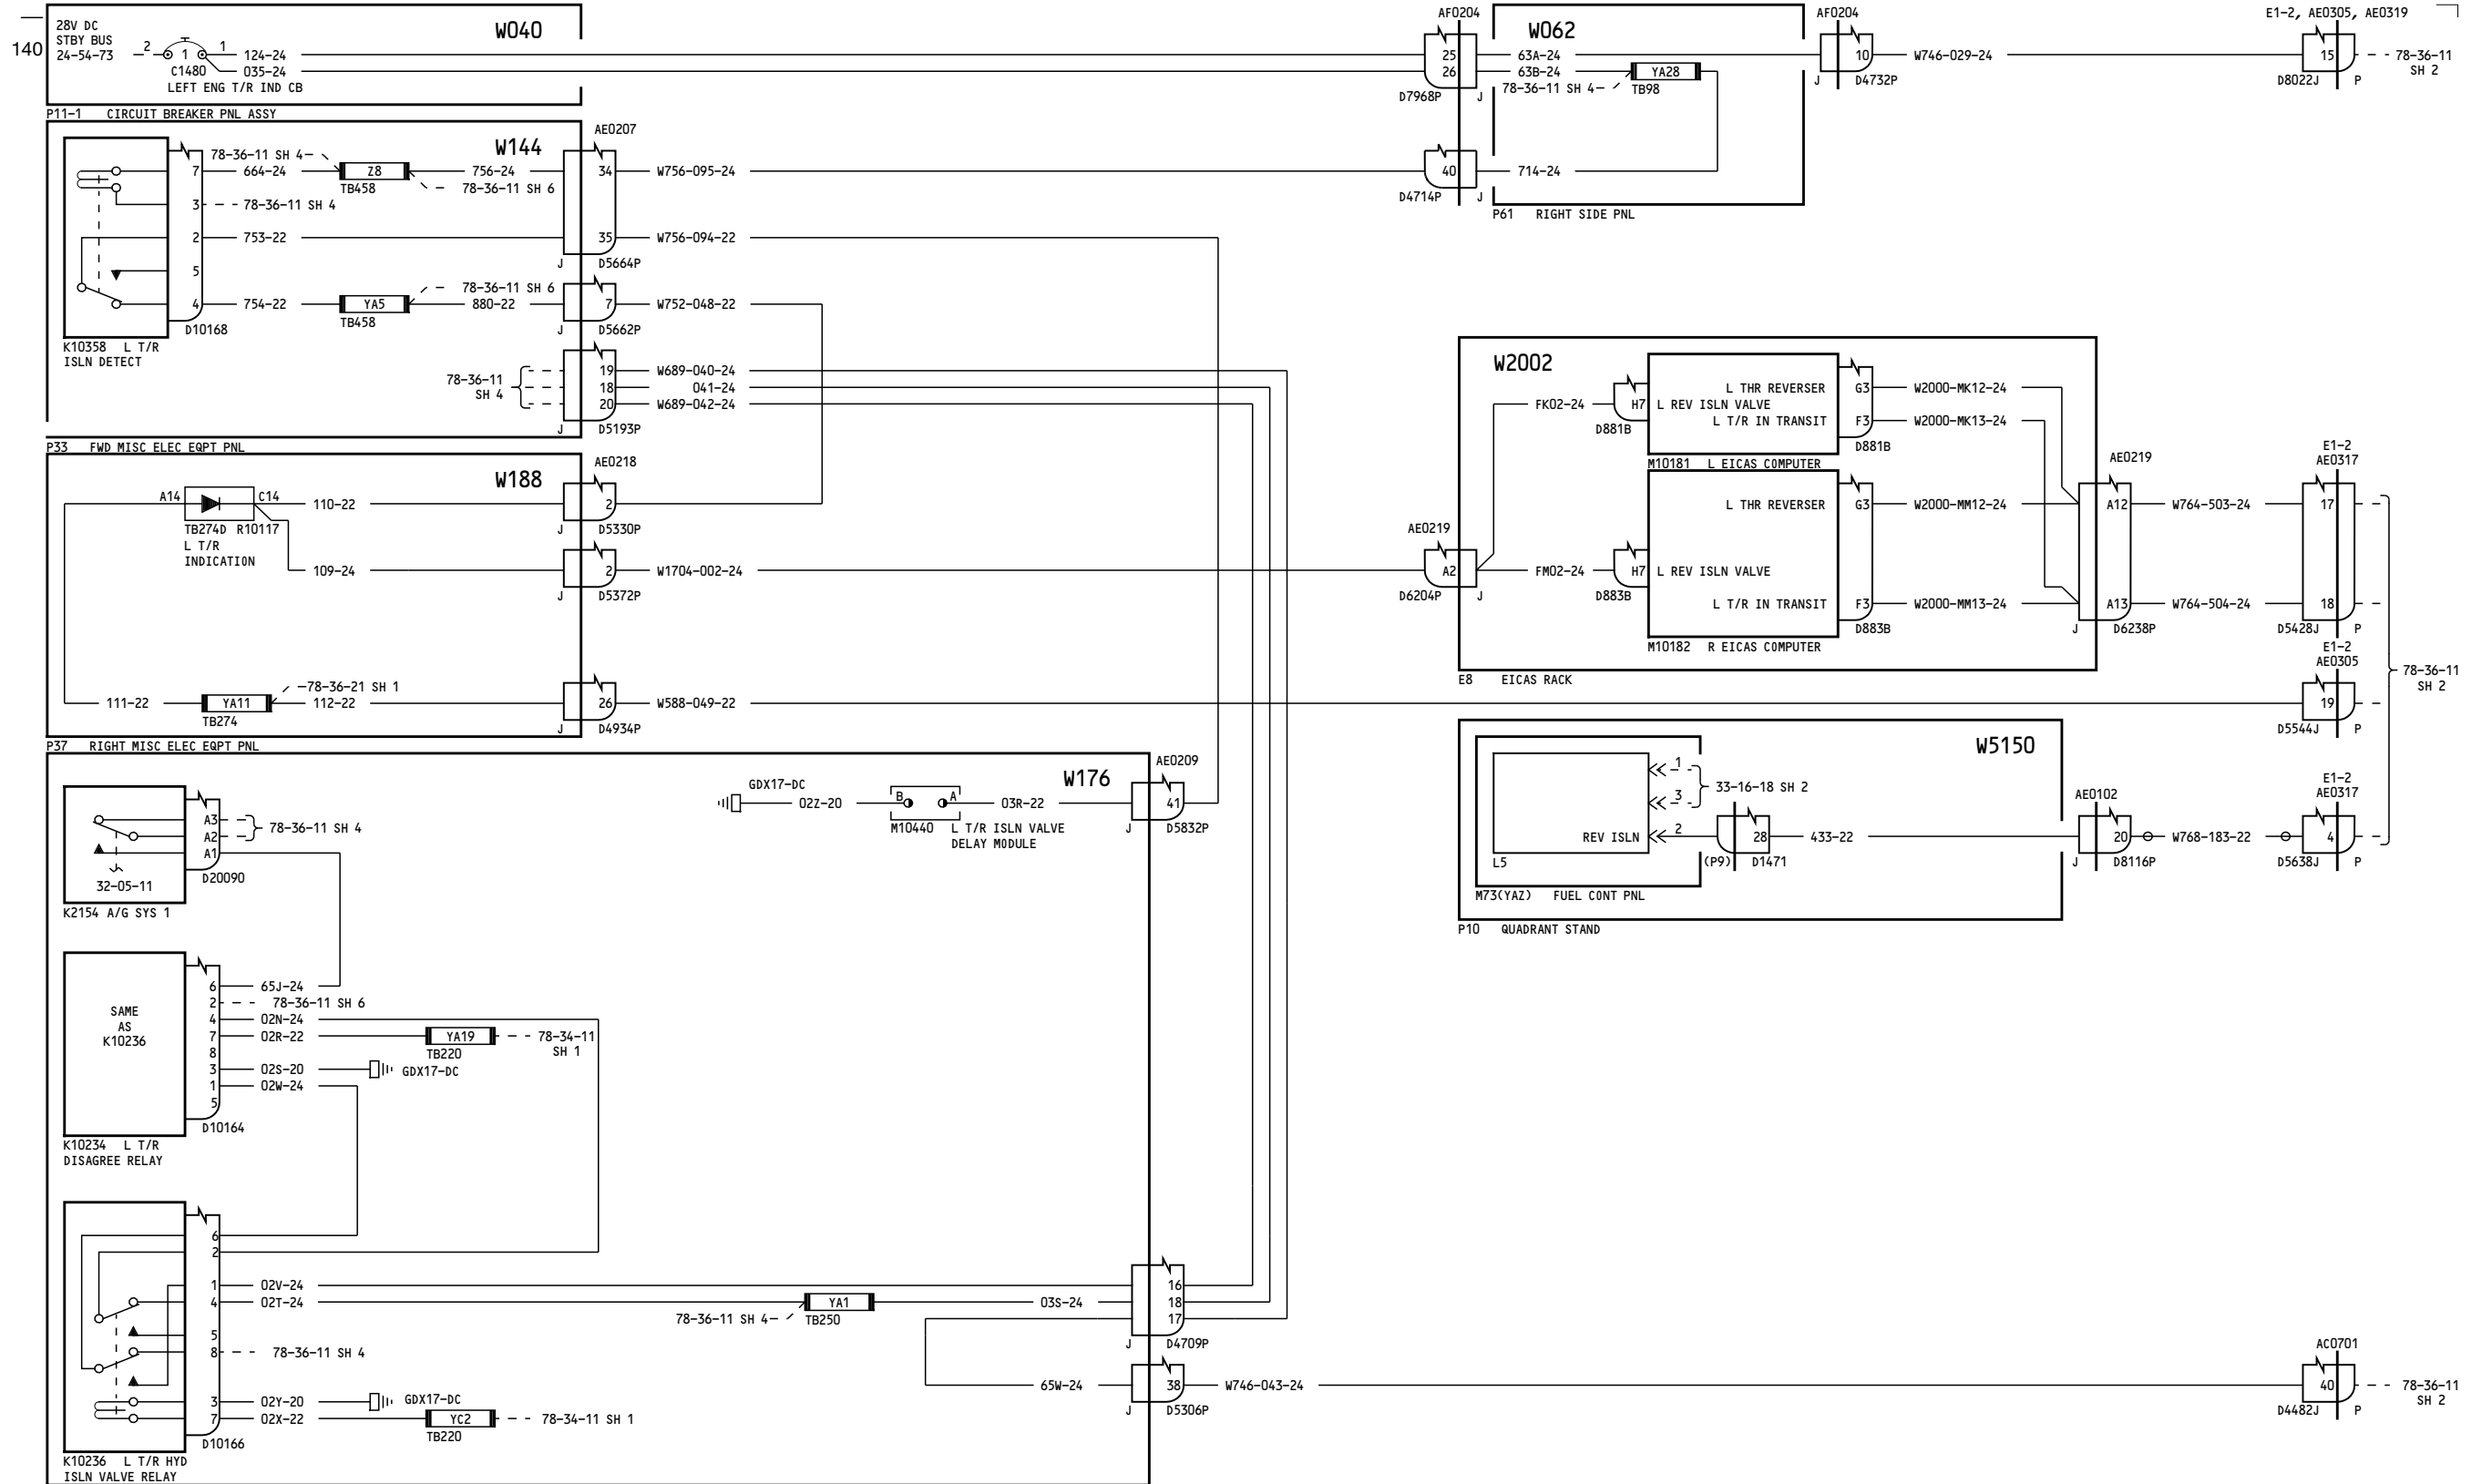 140
28V DC
STBY BUS
24-54-73
2
1
1
C1480
LEFT ENG T/R IND CB
124-24
035-24
W040
P11-1 CIRCUIT BREAKER PNL ASSY
AF0204
25
26
D7968P
J
W062
63A-24
63B-24
78-36-11 SH 4
YA28
TB98
40
D4714P
J
714-24
P61 RIGHT SIDE PNL
AF0204
10
J
D4732P
W746-029-24
E1-2, AE0305, AE0319
15
D8022J
P
78-36-11
SH 2
W144
AE0207
78-36-11 SH 4
7
664-24
Z8
TB458
756-24
78-36-11 SH 6
34
W756-095-24
3
78-36-11 SH 4
2
753-22
35
W756-094-22
J
D5664P
5
4
754-22
YA5
TB458
78-36-11 SH 6
880-22
7
W752-048-22
J
D5662P
D10168
K10358 L T/R
ISLN DETECT
78-36-11
SH 4
19
W689-040-24
18
041-24
20
W689-042-24
J
D5193P
P33 FWD MISC ELEC EQPT PNL
W188
AE0218
A14
C14
110-22
TB274D R10117
L T/R
INDICATION
109-24
2
J
D5330P
2
J
D5372P
W1704-002-24
111-22
YA11
TB274
78-36-21 SH 1
112-22
26
J
D4934P
W588-049-22
P37 RIGHT MISC ELEC EQPT PNL
W2002
FK02-24
H7
D881B
L THR REVERSER
L REV ISLN VALVE
L T/R IN TRANSIT
G3
F3
D881B
W2000-MK12-24
W2000-MK13-24
M10181 L EICAS COMPUTER
AE0219
A2
D6204P
J
FM02-24
H7
D883B
L THR REVERSER
L REV ISLN VALVE
L T/R IN TRANSIT
G3
F3
D883B
W2000-MM12-24
W2000-MM13-24
M10182 R EICAS COMPUTER
E8 EICAS RACK
AE0219
A12
A13
J
D6238P
W764-503-24
W764-504-24
E1-2
AE0317
17
18
D5428J
P
E1-2
AE0305
19
D5544J
P
78-36-11
SH 2
W5150
1
3
2
33-16-18 SH 2
REV ISLN
L5
28
(P9)
D1471
433-22
M73(YAZ) FUEL CONT PNL
P10 QUADRANT STAND
AE0102
20
J
D8116P
W768-183-22
E1-2
AE0317
4
D5638J
P
W176
AE0209
GDX17-DC
02Z-20
B
A
03R-22
M10440 L T/R ISLN VALVE
DELAY MODULE
41
J
D5832P
A3
A2
A1
78-36-11 SH 4
D20090
32-05-11
K2154 A/G SYS 1
SAME
AS
K10236
6
65J-24
2
78-36-11 SH 6
4
02N-24
7
02R-22
YA19
TB220
78-34-11
SH 1
8
3
02S-20
GDX17-DC
1
02W-24
5
D10164
K10234 L T/R
DISAGREE RELAY
6
2
1
02V-24
4
02T-24
78-36-11 SH 4
YA1
TB250
03S-24
5
8
78-36-11 SH 4
3
02Y-20
GDX17-DC
7
02X-22
YC2
TB220
78-34-11 SH 1
D10166
K10236 L T/R HYD
ISLN VALVE RELAY
16
18
17
J
D4709P
65W-24
38
J
D5306P
W746-043-24
AC0701
40
D4482J
P
78-36-11
SH 2